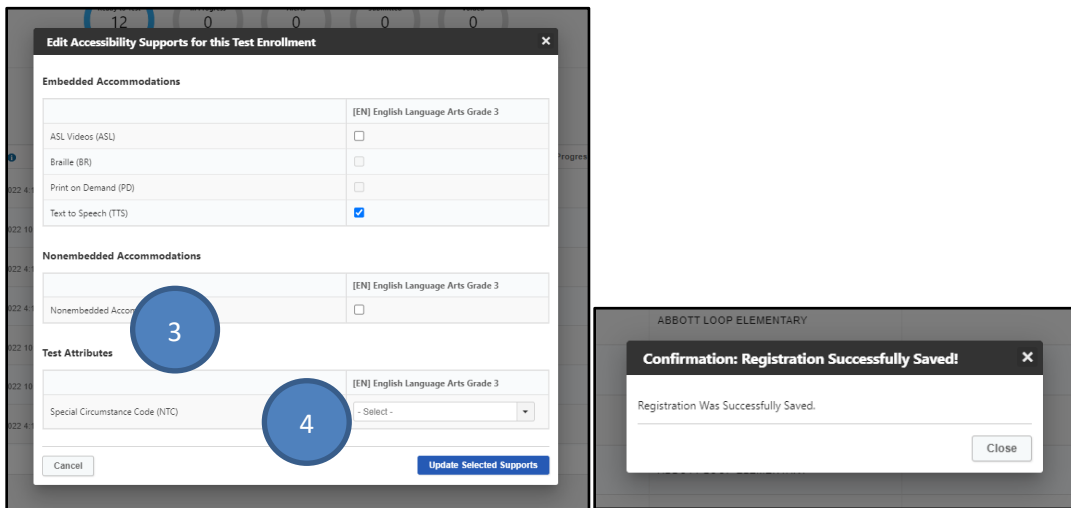 12 0 0 0 0
Edit Accessibility Supports for this Test Enrollment ×
Embedded Accommodations
[EN] English Language Arts Grade 3
ASL Videos (ASL)
Braille (BR)
Print on Demand (PD)
Text to Speech (TTS)
Nonembedded Accommodations
[EN] English Language Arts Grade 3
Nonembedded
3
Test Attributes
[EN] English Language Arts Grade 3
Special Circumstance Code (NTC) - Select -
4
Cancel Update Selected Supports
ABBOTT LOOP ELEMENTARY
Confirmation: Registration Successfully Saved! ×
Registration Was Successfully Saved.
Close